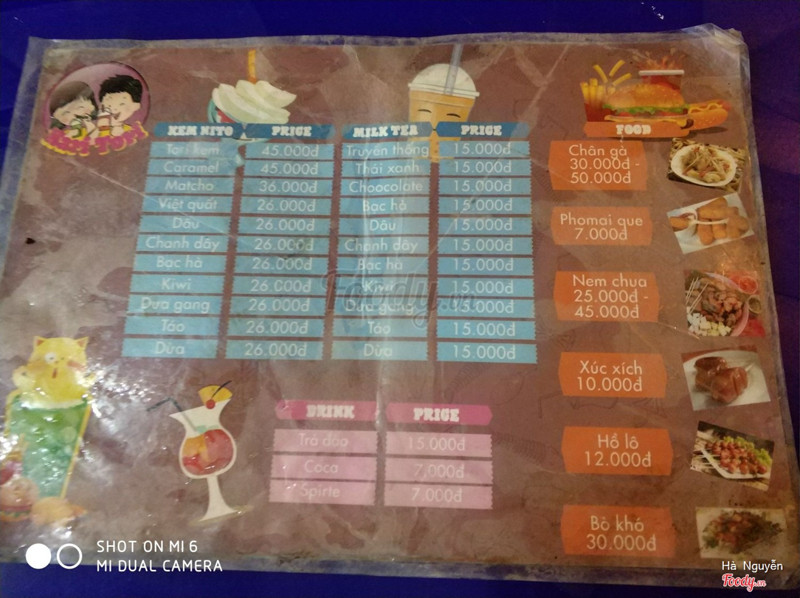 KEM NITO PRICE
Tori kem 45.000đ
Caramel 45.000đ
Matcha 36.000đ
Việt quất 26.000đ
Dâu 26.000đ
Chanh dây 26.000đ
Bạc hà 26.000đ
Kiwi 26.000đ
Dưa gang 26.000đ
Táo 26.000đ
Dừa 26.000đ
MILK TEA PRICE
Truyền thống 15.000đ
Thái xanh 15.000đ
Choocolate 15.000đ
Bạc hà 15.000đ
Dâu 15.000đ
Chanh dây 15.000đ
Bạc hà 15.000đ
Kiwi 15.000đ
Dưa gang 15.000đ
Táo 15.000đ
Dừa 15.000đ
FOOD
Chân gà
30.000đ -
50.000đ
Phomai que
7.000đ
Nem chua
25.000đ -
45.000đ
Xúc xích
10.000đ
Hồ lô
12.000đ
Bò khô
30.000đ
DRINK PRICE
Trà đào 15.000đ
Coca 7.000đ
Spirte 7.000đ
Foody.vn
SHOT ON MI 6
MI DUAL CAMERA
Hà Nguyễn
Foody.vn